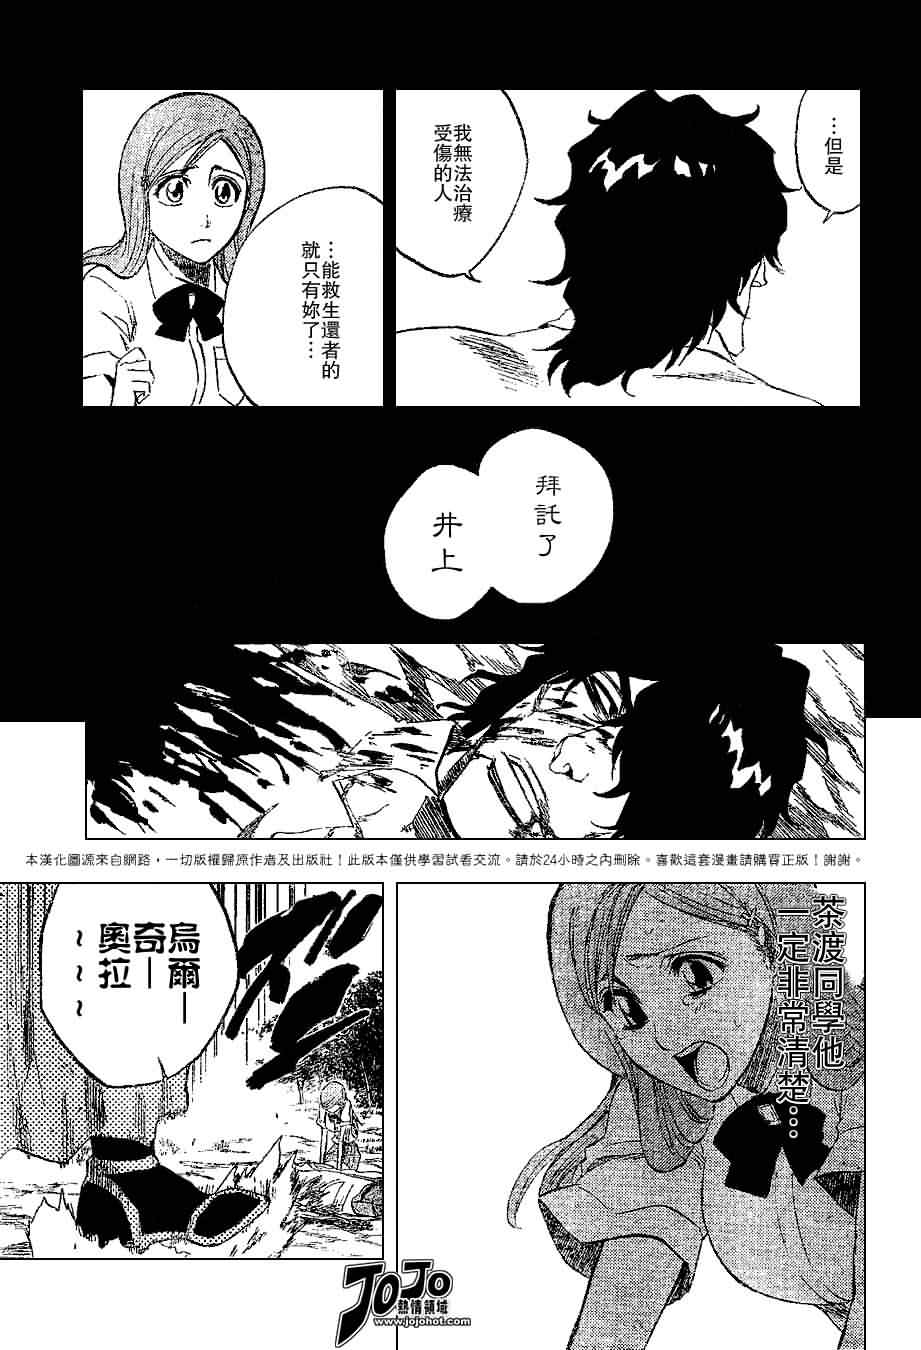 …但是
我無法治療
受傷的人
…能救生還者的
就只有妳了…
拜託了
井上
本漢化圖源來自網路，一切版權歸原作者及出版社！此版本僅供學習試看交流。請於24小時之內刪除。喜歡這套漫畫請購買正版！謝謝。
茶渡同學他
一定非常清楚…
烏爾—
奇—
奧拉
~~~~
JOJO
熱情領域
www.jojohot.com